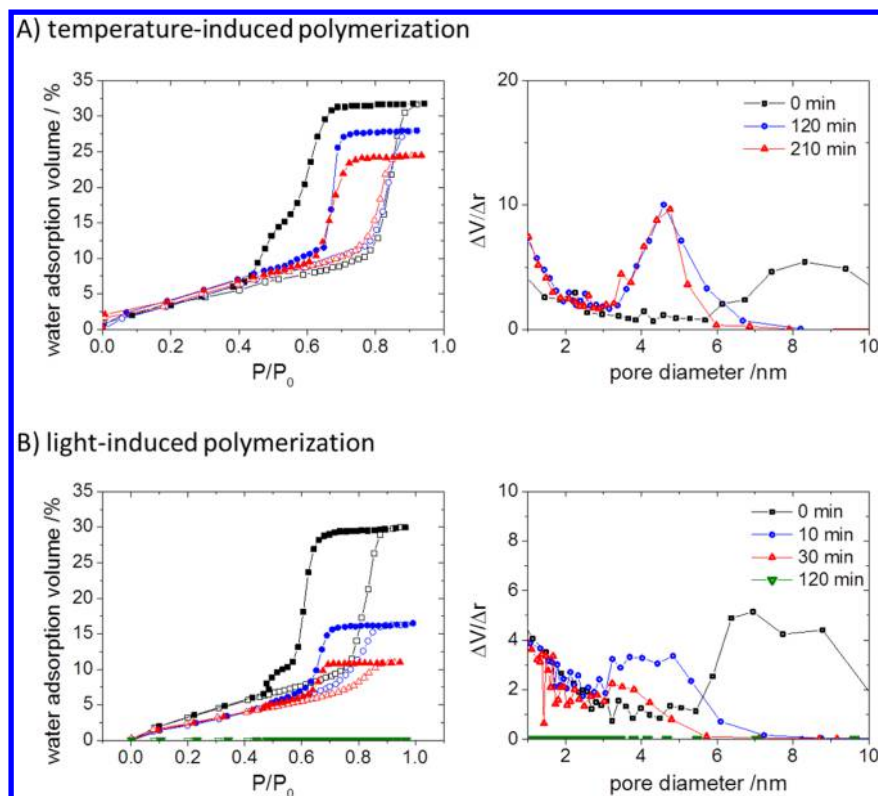 A) temperature-induced polymerization
water adsorption volume / %
35
30
25
20
15
10
5
0
0.0 0.2 0.4 0.6 0.8 1.0
P/P0
ΔV/Δr
20
10
0
2 4 6 8 10
pore diameter /nm
0 min
120 min
210 min
B) light-induced polymerization
water adsorption volume /%
35
30
25
20
15
10
5
0
0.0 0.2 0.4 0.6 0.8 1.0
P/P0
ΔV/Δr
10
8
6
4
2
0
2 4 6 8 10
pore diameter /nm
0 min
10 min
30 min
120 min